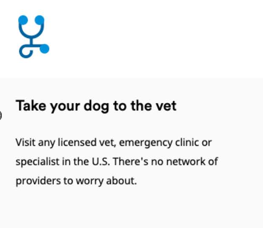 Take your dog to the vet
Visit any licensed vet, emergency clinic or
specialist in the U.S. There's no network of
providers to worry about.